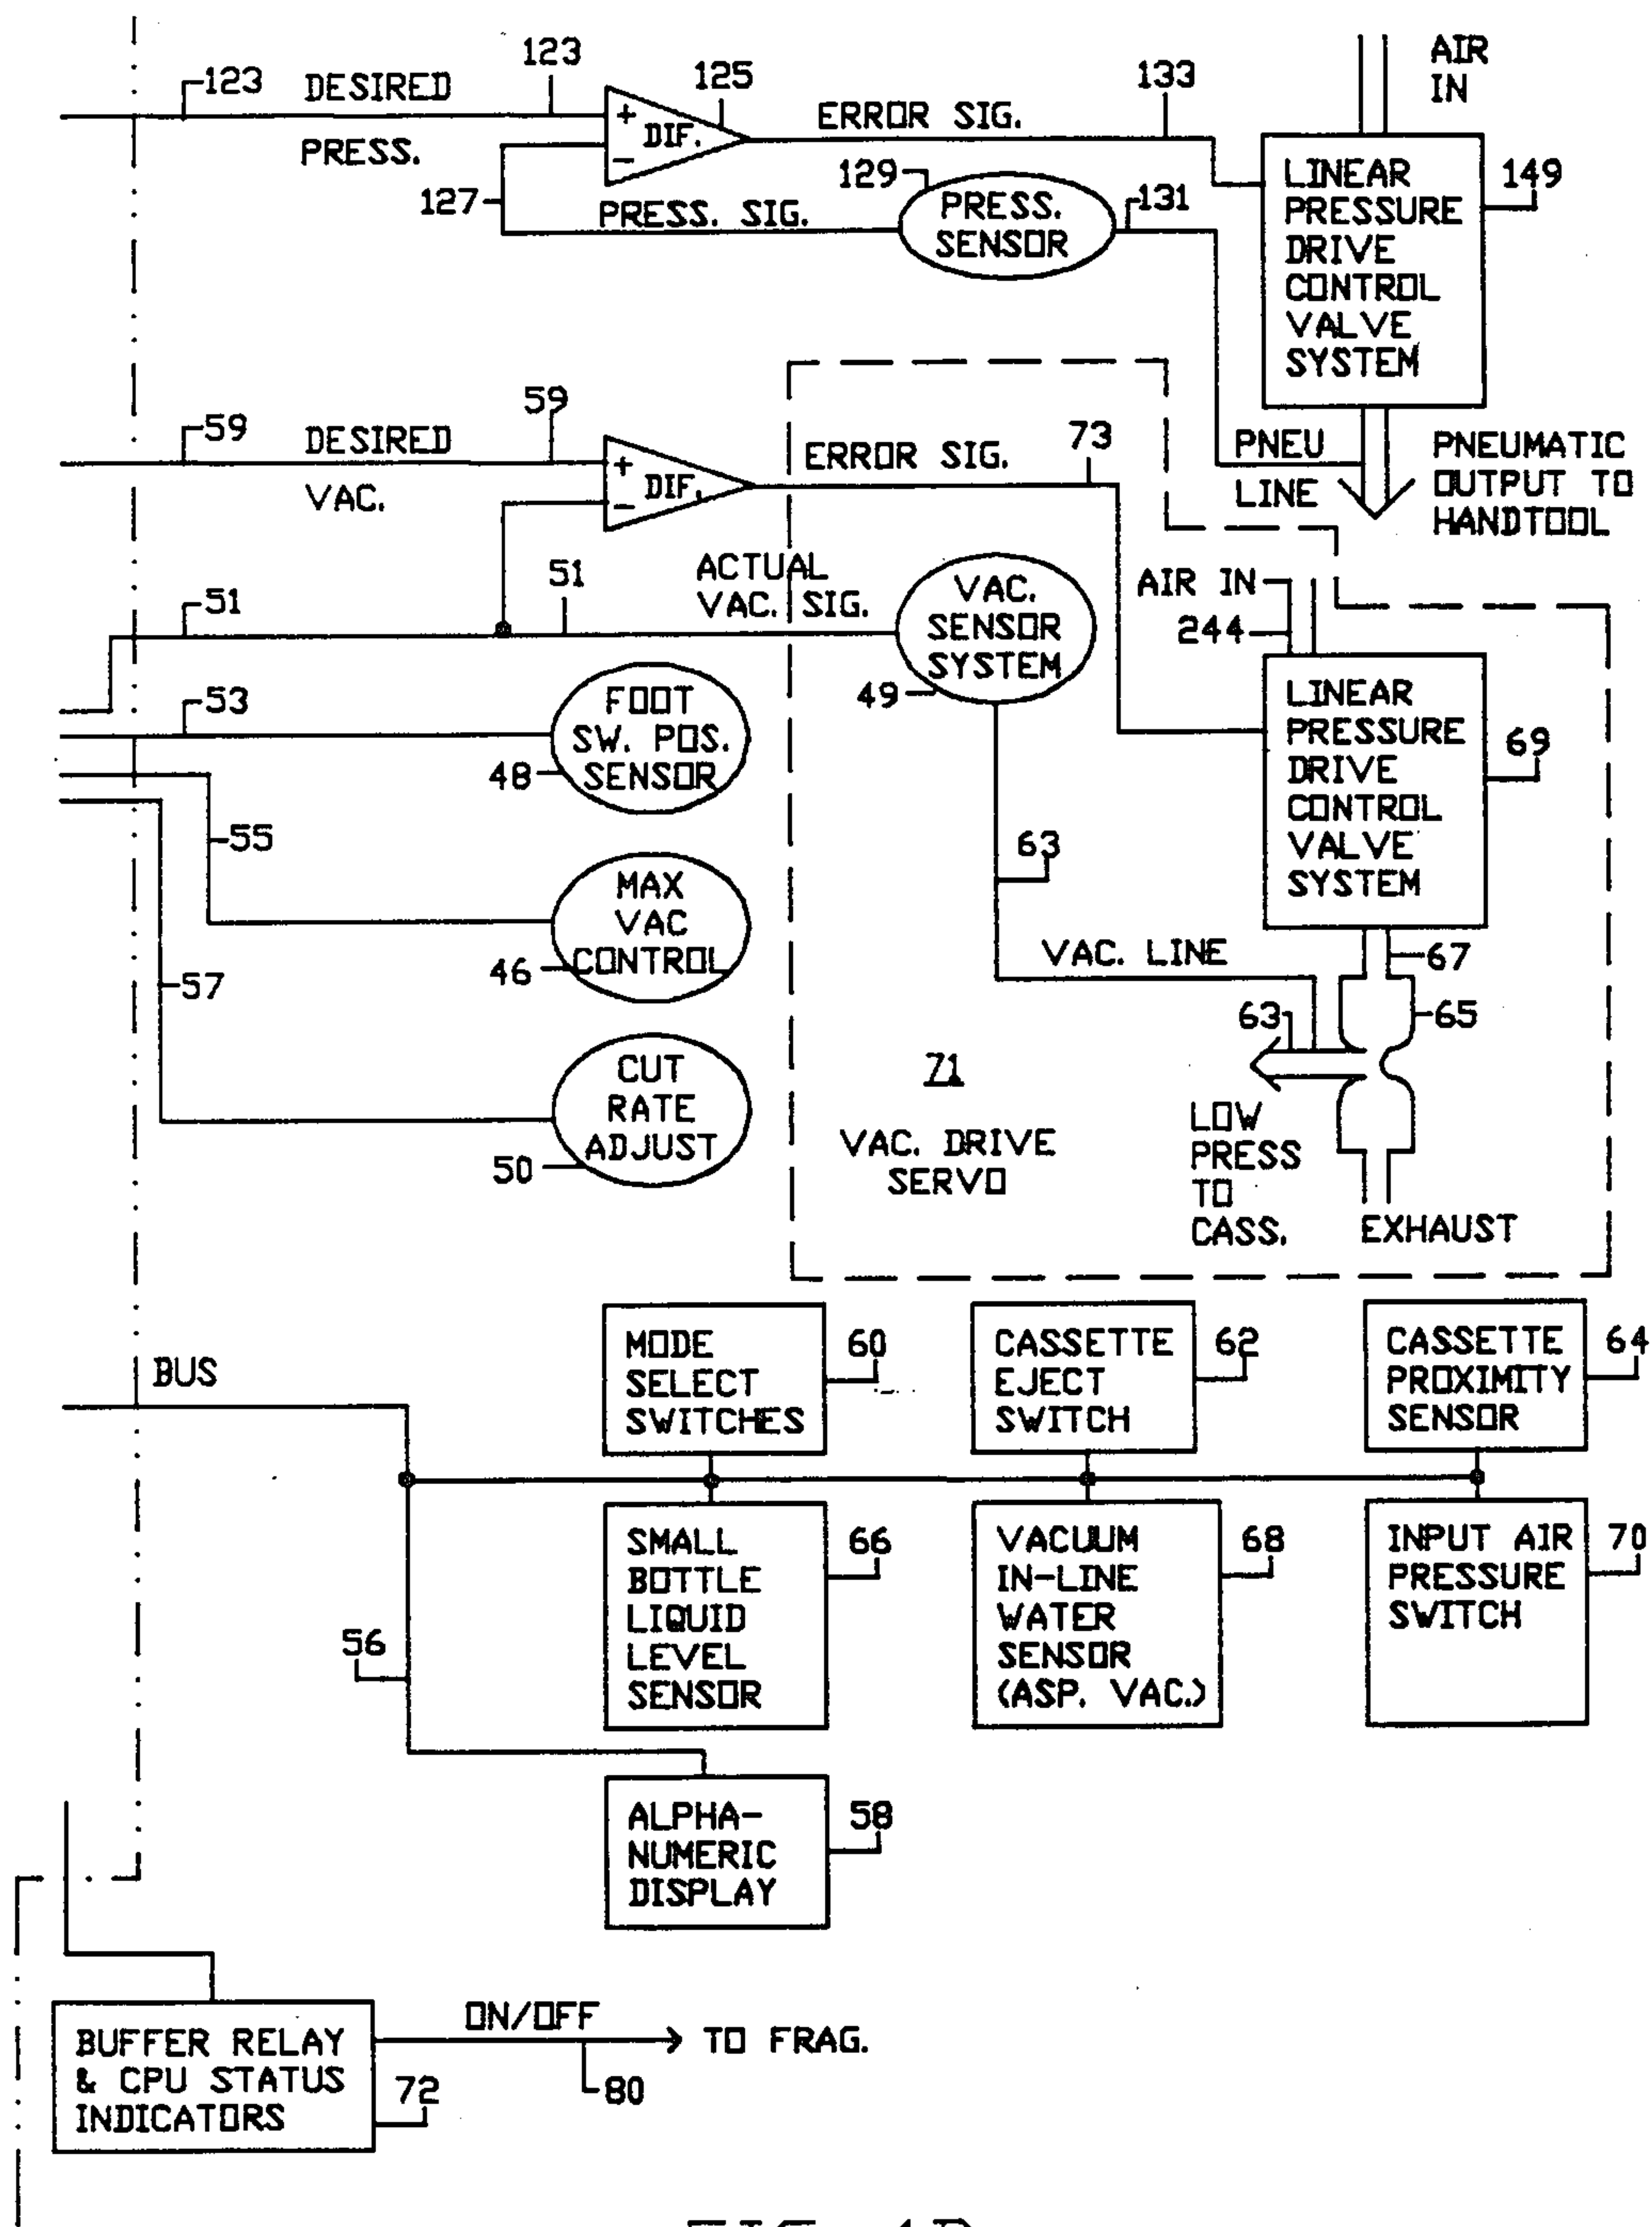 AIR
IN
123
DESIRED
PRESS.
123
125
+
DIF.
-
ERROR SIG.
133
127
PRESS. SIG.
129
PRESS.
SENSOR
131
LINEAR
PRESSURE
DRIVE
CONTROL
VALVE
SYSTEM
149
PNEU
LINE
PNEUMATIC
OUTPUT TO
HANDTOOL
59
DESIRED
VAC.
59
+
DIF.
-
ERROR SIG.
73
51
51
ACTUAL
VAC. SIG.
VAC.
SENSOR
SYSTEM
49
AIR IN
244
53
FOOT
SW. POS.
SENSOR
48
LINEAR
PRESSURE
DRIVE
CONTROL
VALVE
SYSTEM
69
55
MAX
VAC
CONTROL
46
63
VAC. LINE
67
57
63
65
CUT
RATE
ADJUST
50
71
VAC. DRIVE
SERVO
LOW
PRESS
TO
CASS.
EXHAUST
BUS
MODE
SELECT
SWITCHES
60
CASSETTE
EJECT
SWITCH
62
CASSETTE
PROXIMITY
SENSOR
64
SMALL
BOTTLE
LIQUID
LEVEL
SENSOR
66
VACUUM
IN-LINE
WATER
SENSOR
(ASP. VAC.)
68
INPUT AIR
PRESSURE
SWITCH
70
56
ALPHA-
NUMERIC
DISPLAY
58
BUFFER RELAY
& CPU STATUS
INDICATORS
72
ON/OFF
TO FRAG.
80